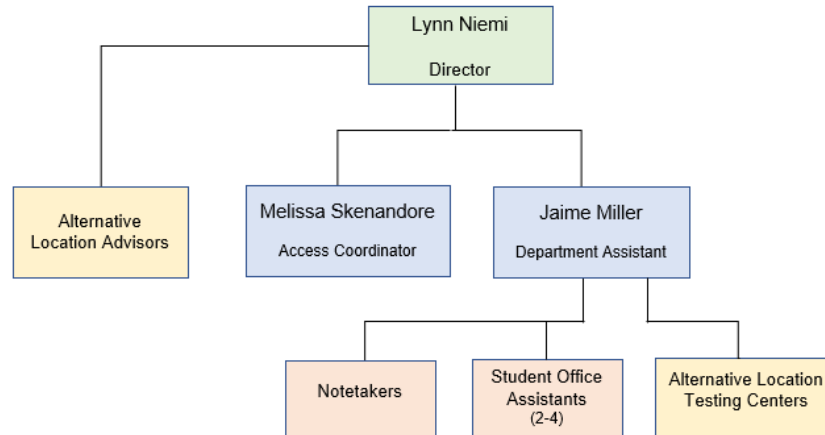 Lynn Niemi
Director
Alternative
Location Advisors
Melissa Skenandore
Access Coordinator
Jaime Miller
Department Assistant
Notetakers
Student Office
Assistants
(2-4)
Alternative Location
Testing Centers